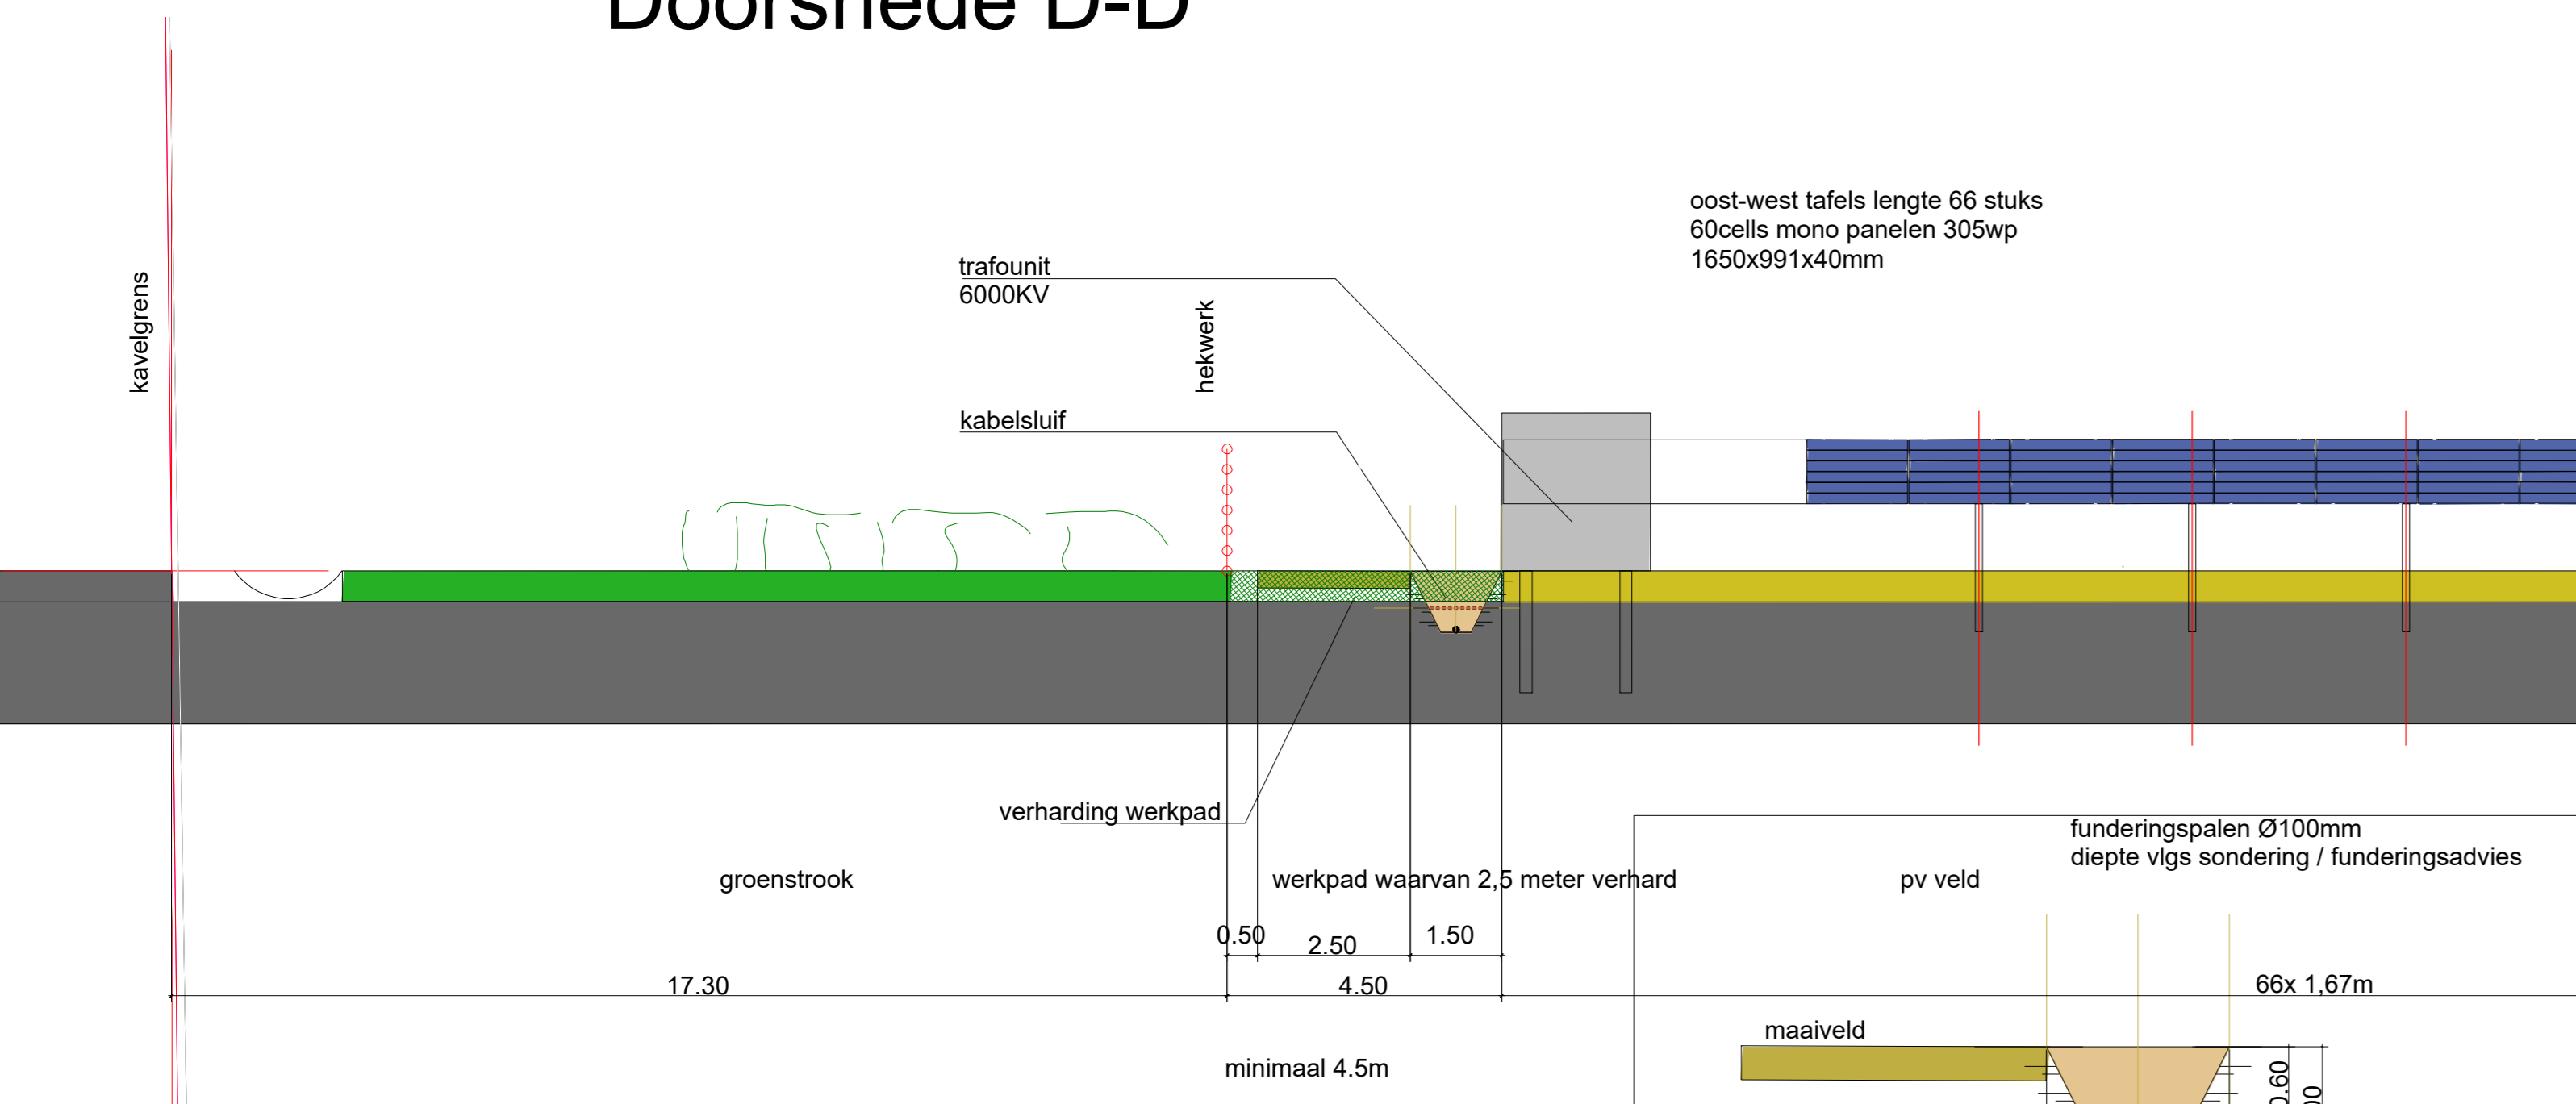 Doorsnede D-D
oost-west tafels lengte 66 stuks
60cells mono panelen 305wp
1650x991x40mm
trafounit
6000KV
kavelgrens
hekwerk
kabelsluif
verharding werkpad
funderingspalen Ø100mm
diepte vlgs sondering / funderingsadvies
groenstrook
werkpad waarvan 2,5 meter verhard
pv veld
0.50
2.50
1.50
17.30
4.50
66x 1,67m
maaiveld
minimaal 4.5m